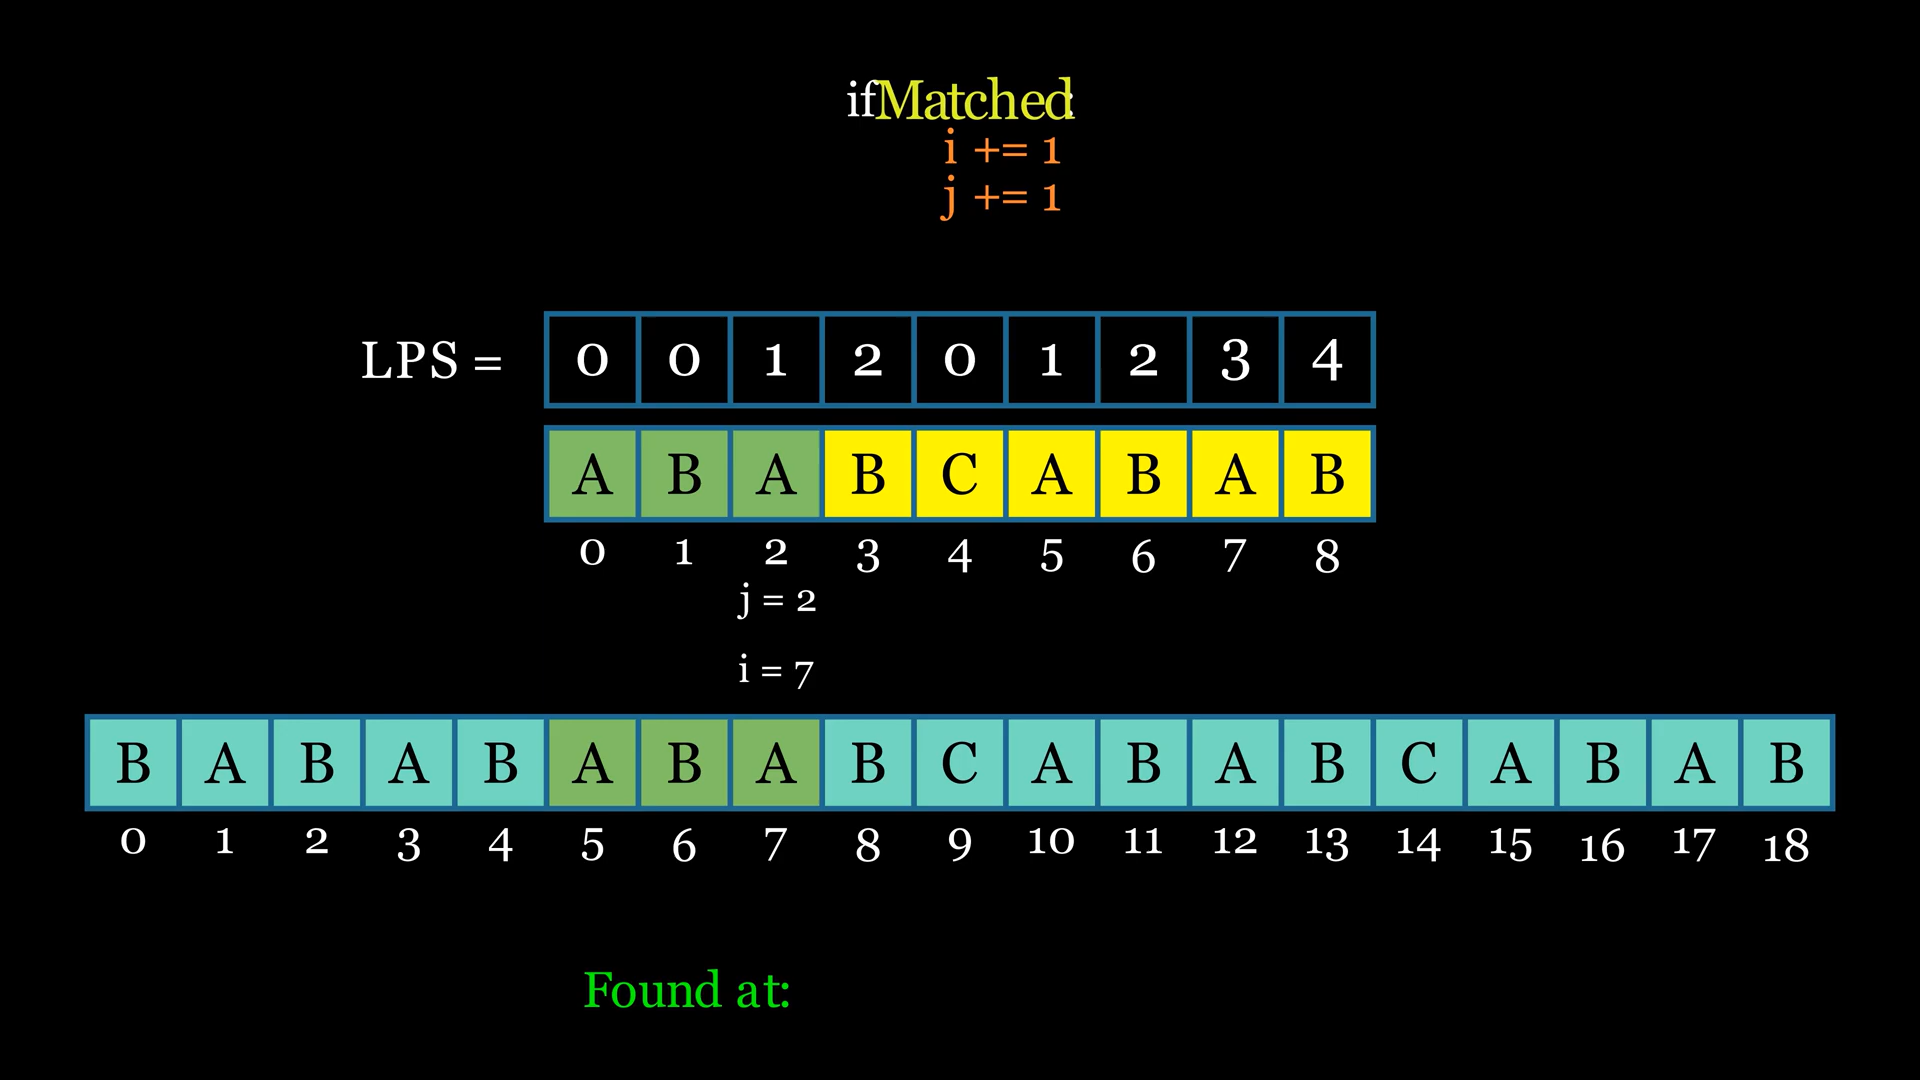 if Matched:
i += 1
j += 1
LPS = 0 0 1 2 0 1 2 3 4
A B A B C A B A B
0 1 2 3 4 5 6 7 8
j = 2
i = 7
B A B A B A B A B C A B A B C A B A B
0 1 2 3 4 5 6 7 8 9 10 11 12 13 14 15 16 17 18
Found at: